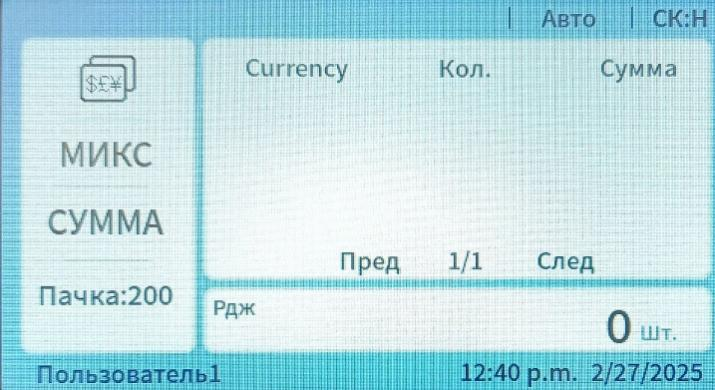 | Авто | СК:Н
$£¥
МИКС
СУММА
Пачка:200
Currency Кол. Сумма
Пред 1/1 След
Рдж
0 Шт.
Пользователь1 12:40 p.m. 2/27/2025